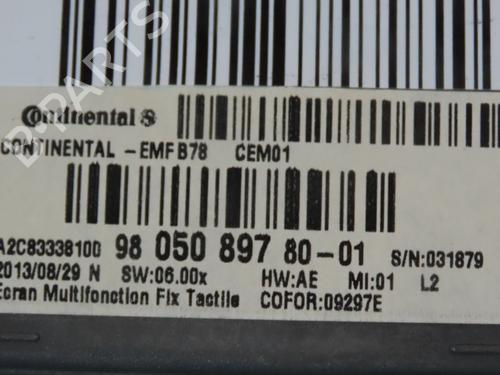 Continental
CONTINENTAL -EMF B78 CEM01
A2C83338100 98 050 897 80-01 S/N:031879
2013/08/29 N SW:06.00x HW:AE MI:01 L2
Ecran Multifonction Fix Tactile COFOR:09297E
B-PARTS